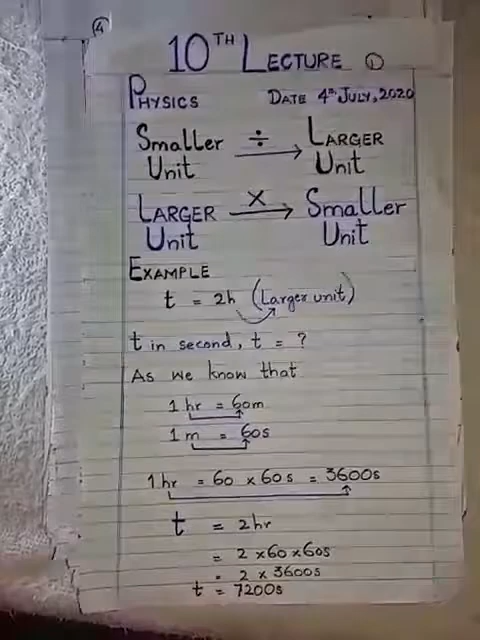 4
10TH LECTURE 1
PHYSICS DATE 4th JULY, 2020
Smaller Unit ÷ → LARGER Unit
LARGER Unit × → Smaller Unit
EXAMPLE
t = 2h (Larger unit)
t in second, t = ?
As we know that
1 hr = 60m
1 m = 60s
1 hr = 60 × 60s = 3600s
t = 2hr
= 2 × 60 × 60s
= 2 × 3600s
t = 7200s